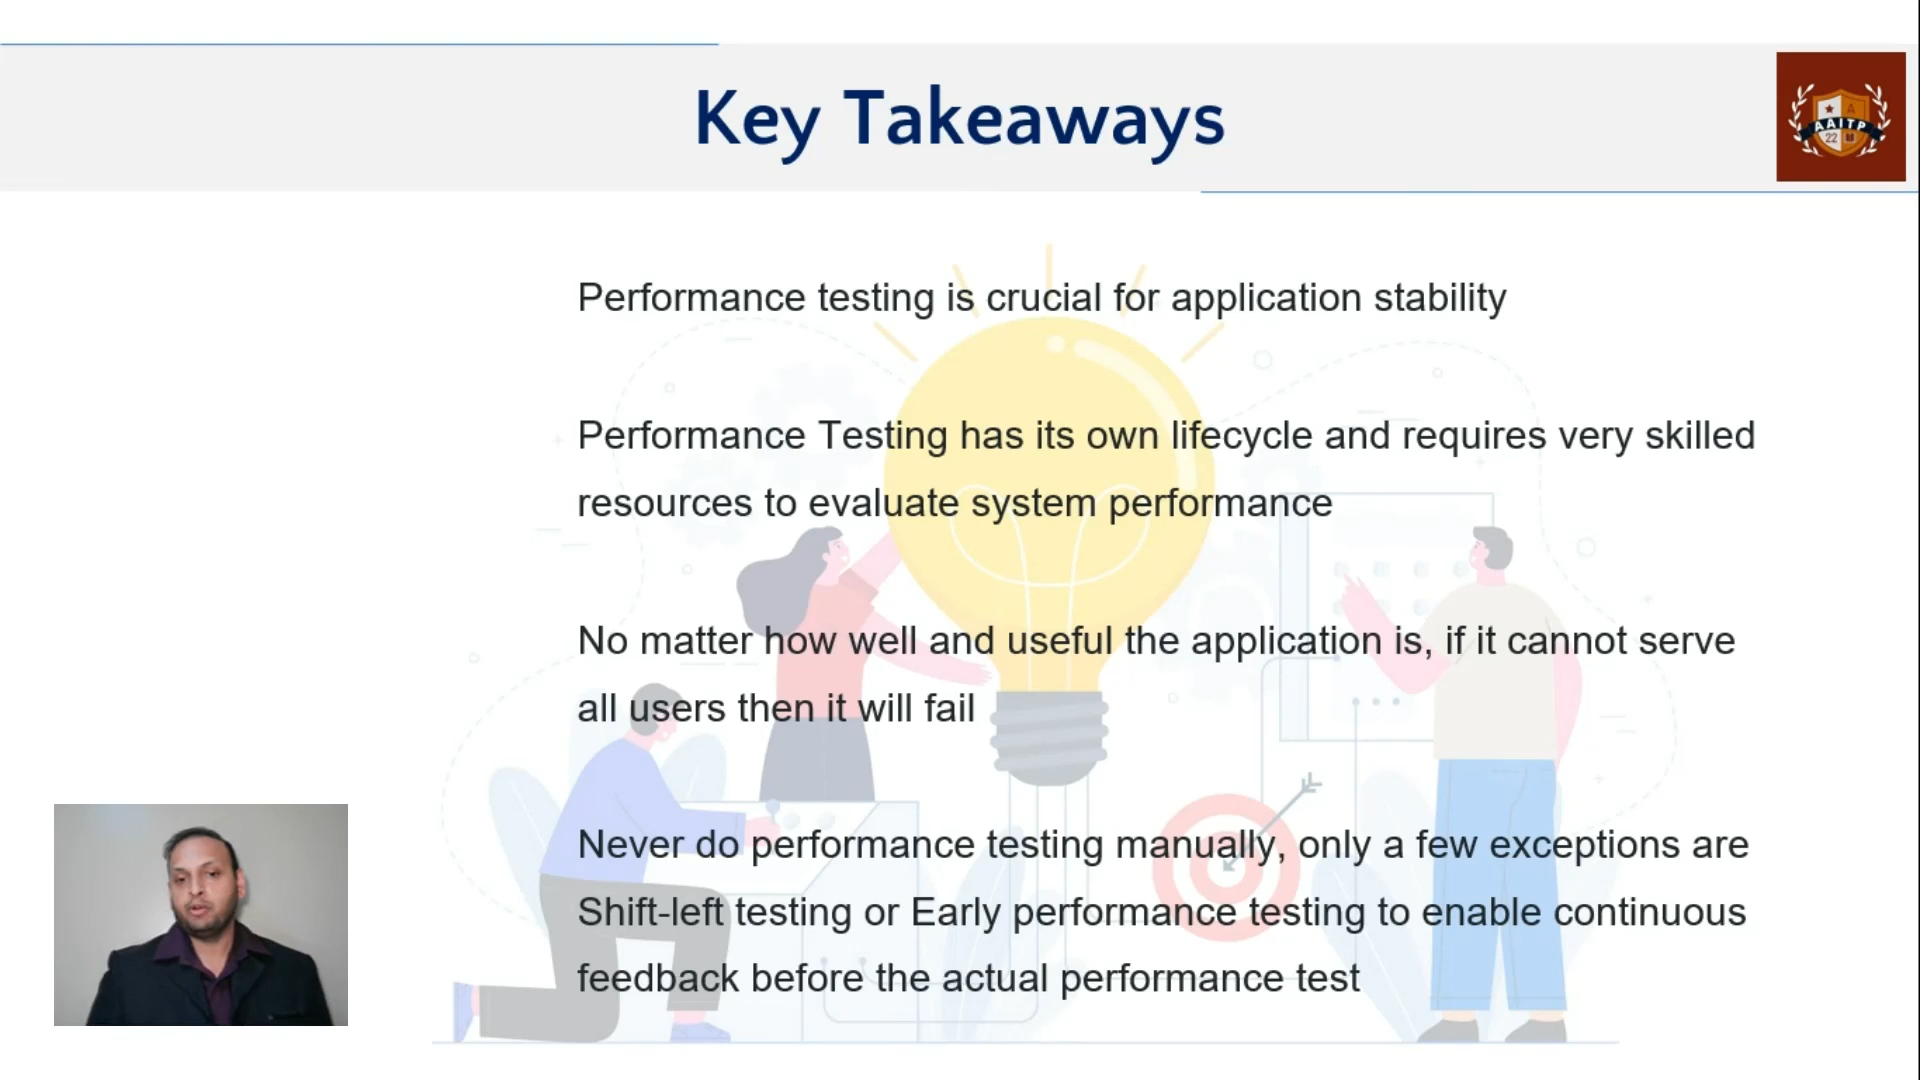 Key Takeaways
AAITP
22
Performance testing is crucial for application stability
Performance Testing has its own lifecycle and requires very skilled
resources to evaluate system performance
No matter how well and useful the application is, if it cannot serve
all users then it will fail
Never do performance testing manually, only a few exceptions are
Shift-left testing or Early performance testing to enable continuous
feedback before the actual performance test